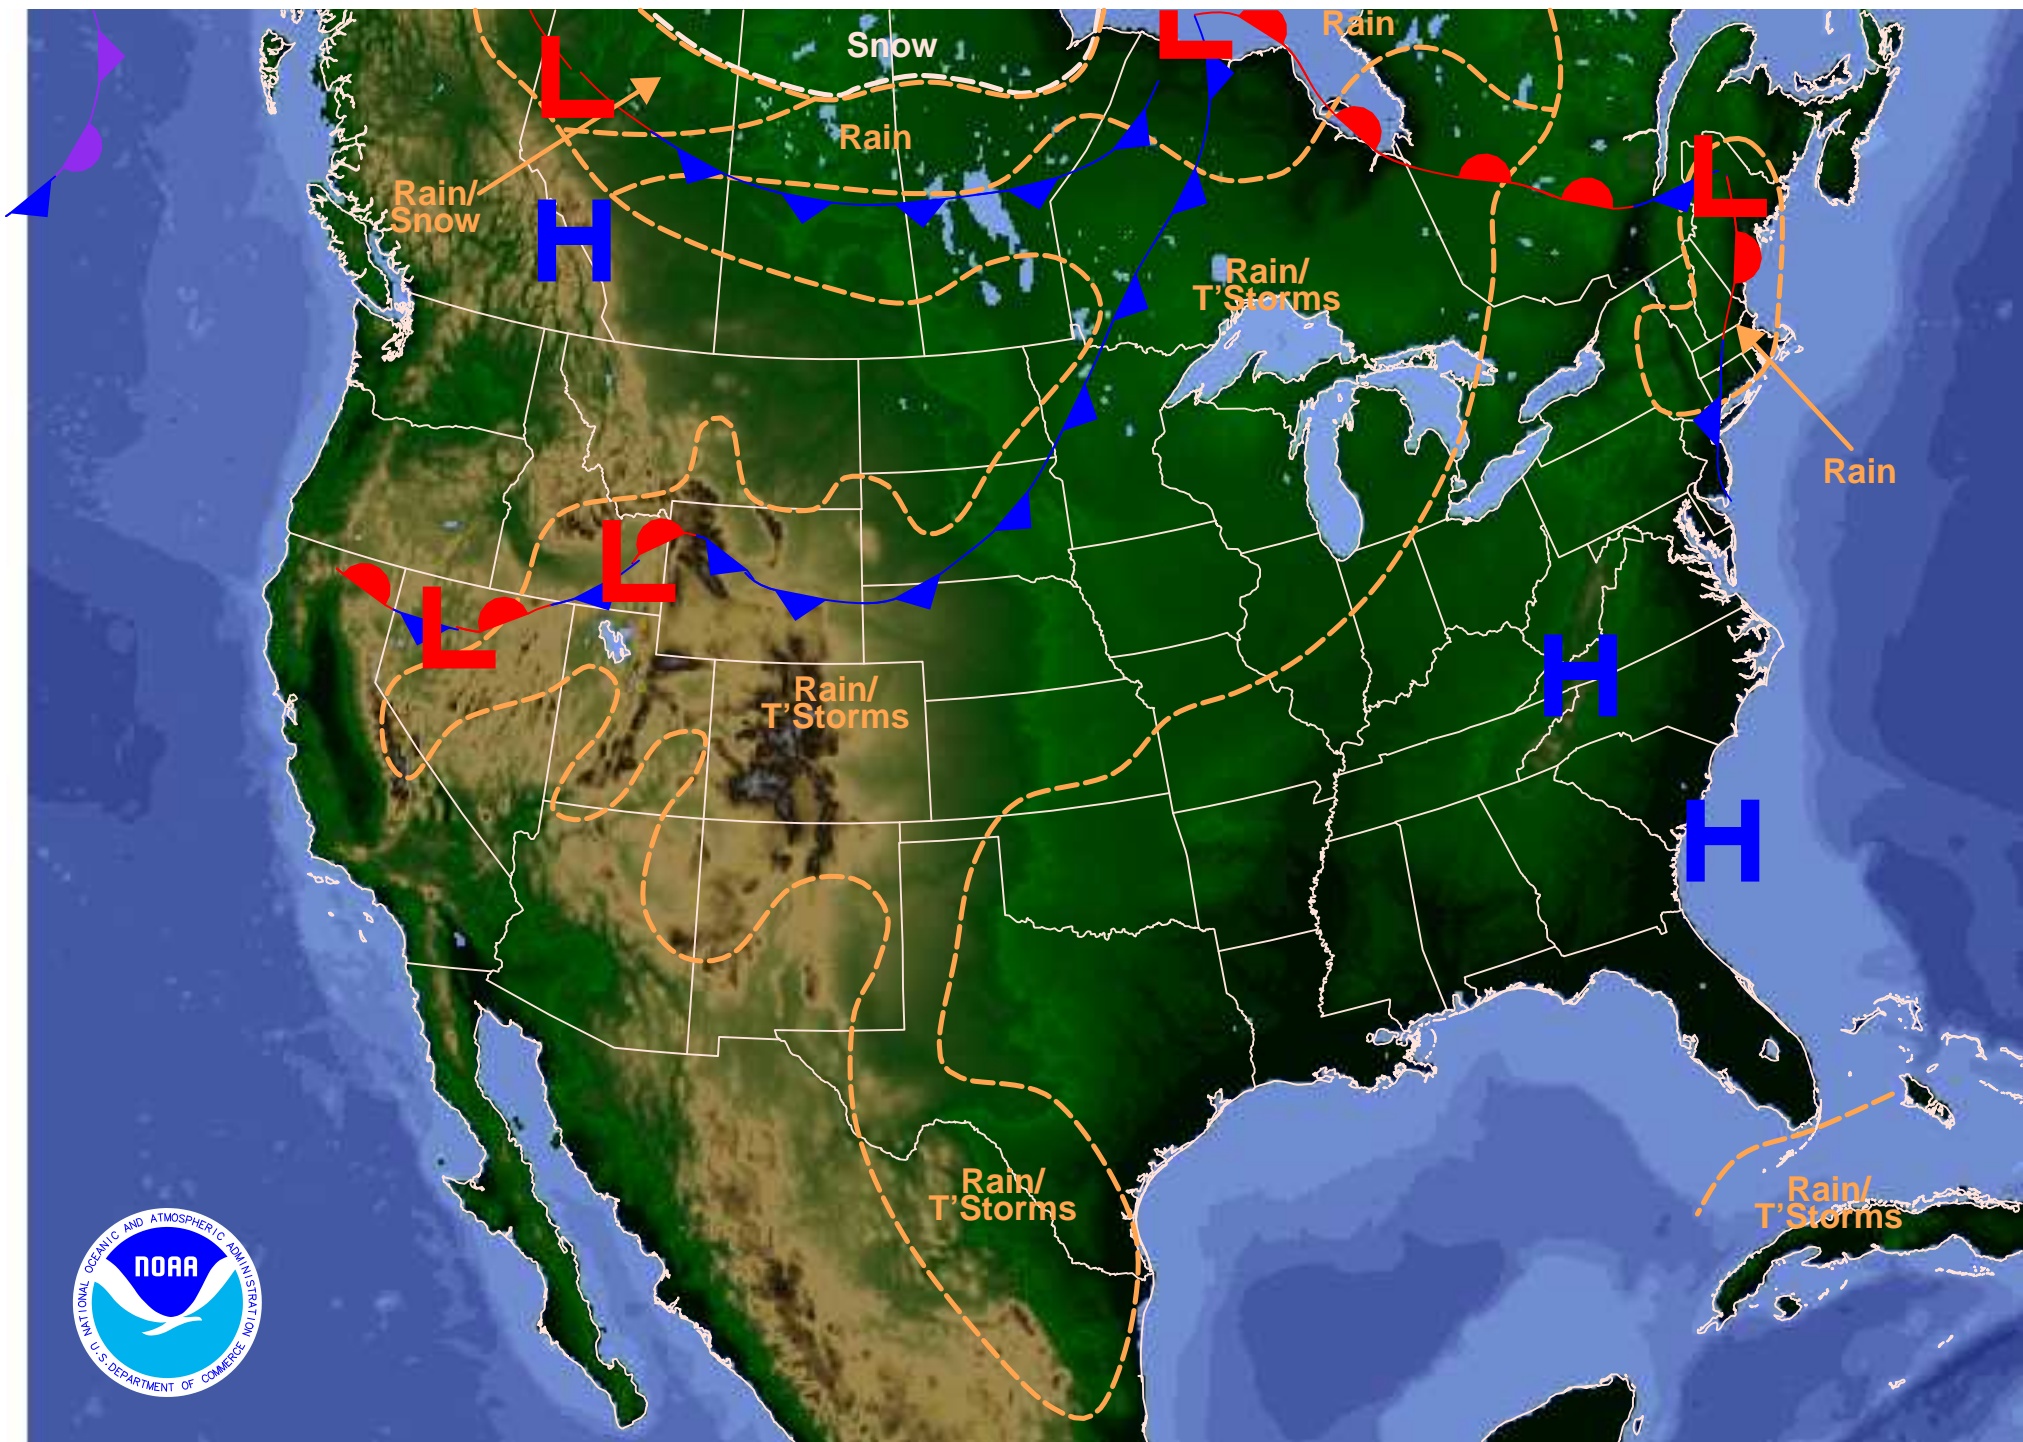 L
Snow
L
Rain
L
Rain
Rain/
Snow
H
L
Rain/
T'Storms
Rain
L
L
H
Rain/
T'Storms
H
Rain/
T'Storms
Rain/
T'Storms
NATIONAL OCEANIC AND ATMOSPHERIC ADMINISTRATION
NOAA
U.S. DEPARTMENT OF COMMERCE